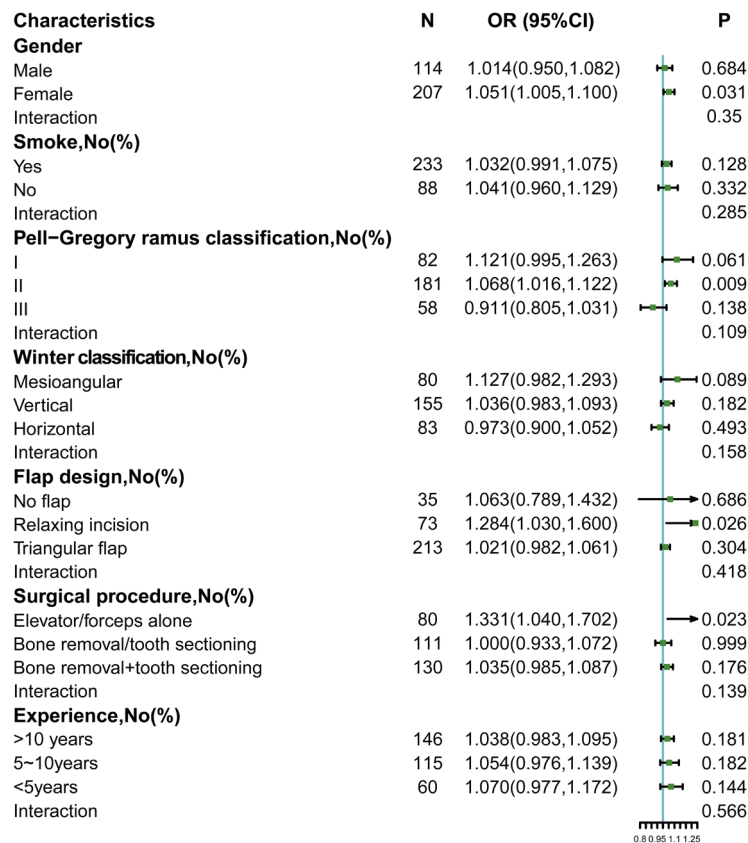 Characteristics N OR (95%CI) P
Gender
Male 114 1.014(0.950,1.082) 0.684
Female 207 1.051(1.005,1.100) 0.031
Interaction 0.35
Smoke,No(%)
Yes 233 1.032(0.991,1.075) 0.128
No 88 1.041(0.960,1.129) 0.332
Interaction 0.285
Pell−Gregory ramus classification,No(%)
I 82 1.121(0.995,1.263) 0.061
II 181 1.068(1.016,1.122) 0.009
III 58 0.911(0.805,1.031) 0.138
Interaction 0.109
Winter classification,No(%)
Mesioangular 80 1.127(0.982,1.293) 0.089
Vertical 155 1.036(0.983,1.093) 0.182
Horizontal 83 0.973(0.900,1.052) 0.493
Interaction 0.158
Flap design,No(%)
No flap 35 1.063(0.789,1.432) 0.686
Relaxing incision 73 1.284(1.030,1.600) 0.026
Triangular flap 213 1.021(0.982,1.061) 0.304
Interaction 0.418
Surgical procedure,No(%)
Elevator/forceps alone 80 1.331(1.040,1.702) 0.023
Bone removal/tooth sectioning 111 1.000(0.933,1.072) 0.999
Bone removal+tooth sectioning 130 1.035(0.985,1.087) 0.176
Interaction 0.139
Experience,No(%)
>10 years 146 1.038(0.983,1.095) 0.181
5~10years 115 1.054(0.976,1.139) 0.182
<5years 60 1.070(0.977,1.172) 0.144
Interaction 0.566
0.8 0.95 1.1 1.25